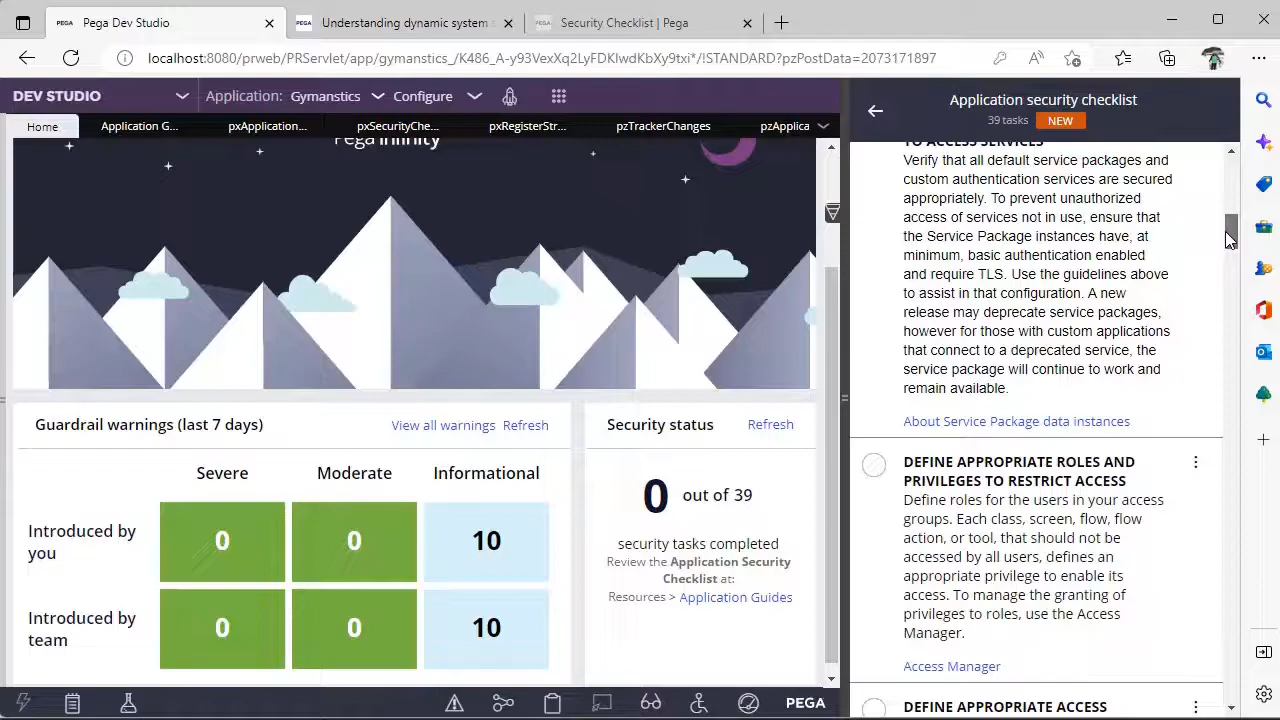 Pega Dev Studio
Understanding dynamic system
Security Checklist | Pega
localhost:8080/prweb/PRServlet/app/gymanstics_/K486_A7o93VexXq2LyFDKIwdKbXy9txi*/!STANDARD?pzPostData=2073171897
DEV STUDIO
Application: Gymanstics
Configure
Home
Application G...
pxApplication...
pxSecurityChe...
pxRegisterStr...
pzTrackerChanges
pzApplica
Pega Infinity
Guardrail warnings (last 7 days)
View all warnings
Refresh
Severe
Moderate
Informational
Introduced by
you
0
0
10
Introduced by
team
0
0
10
Security status
Refresh
0 out of 39
security tasks completed
Review the Application Security
Checklist at:
Resources > Application Guides
PEGA
Application security checklist
39 tasks
NEW
TO ACCESS SERVICES
Verify that all default service packages and
custom authentication services are secured
appropriately. To prevent unauthorized
access of services not in use, ensure that
the Service Package instances have, at
minimum, basic authentication enabled
and require TLS. Use the guidelines above
to assist in that configuration. A new
release may deprecate service packages,
however for those with custom applications
that connect to a deprecated service, the
service package will continue to work and
remain available.
About Service Package data instances
DEFINE APPROPRIATE ROLES AND
PRIVILEGES TO RESTRICT ACCESS
Define roles for the users in your access
groups. Each class, screen, flow, flow
action, or tool, that should not be
accessed by all users, defines an
appropriate privilege to enable its
access. To manage the granting of
privileges to roles, use the Access
Manager.
Access Manager
DEFINE APPROPRIATE ACCESS